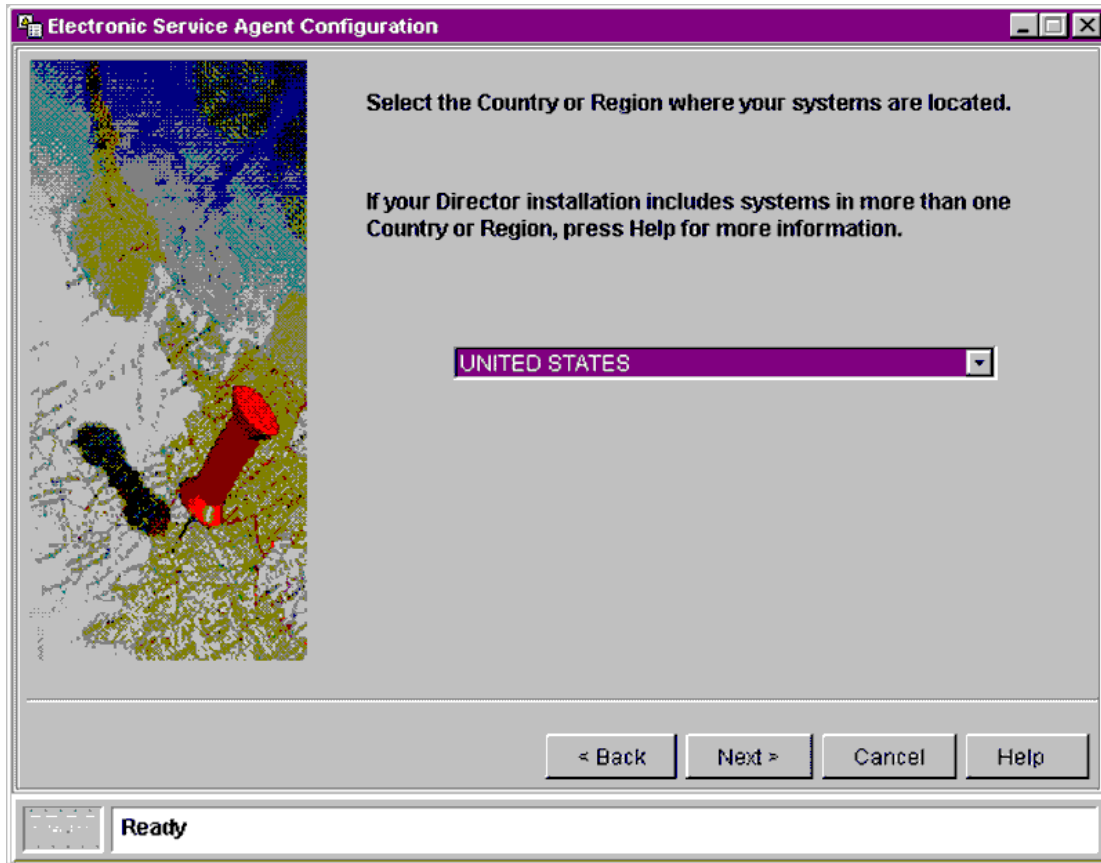 Electronic Service Agent Configuration
Select the Country or Region where your systems are located.
If your Director installation includes systems in more than one
Country or Region, press Help for more information.
UNITED STATES
< Back Next > Cancel Help
Ready